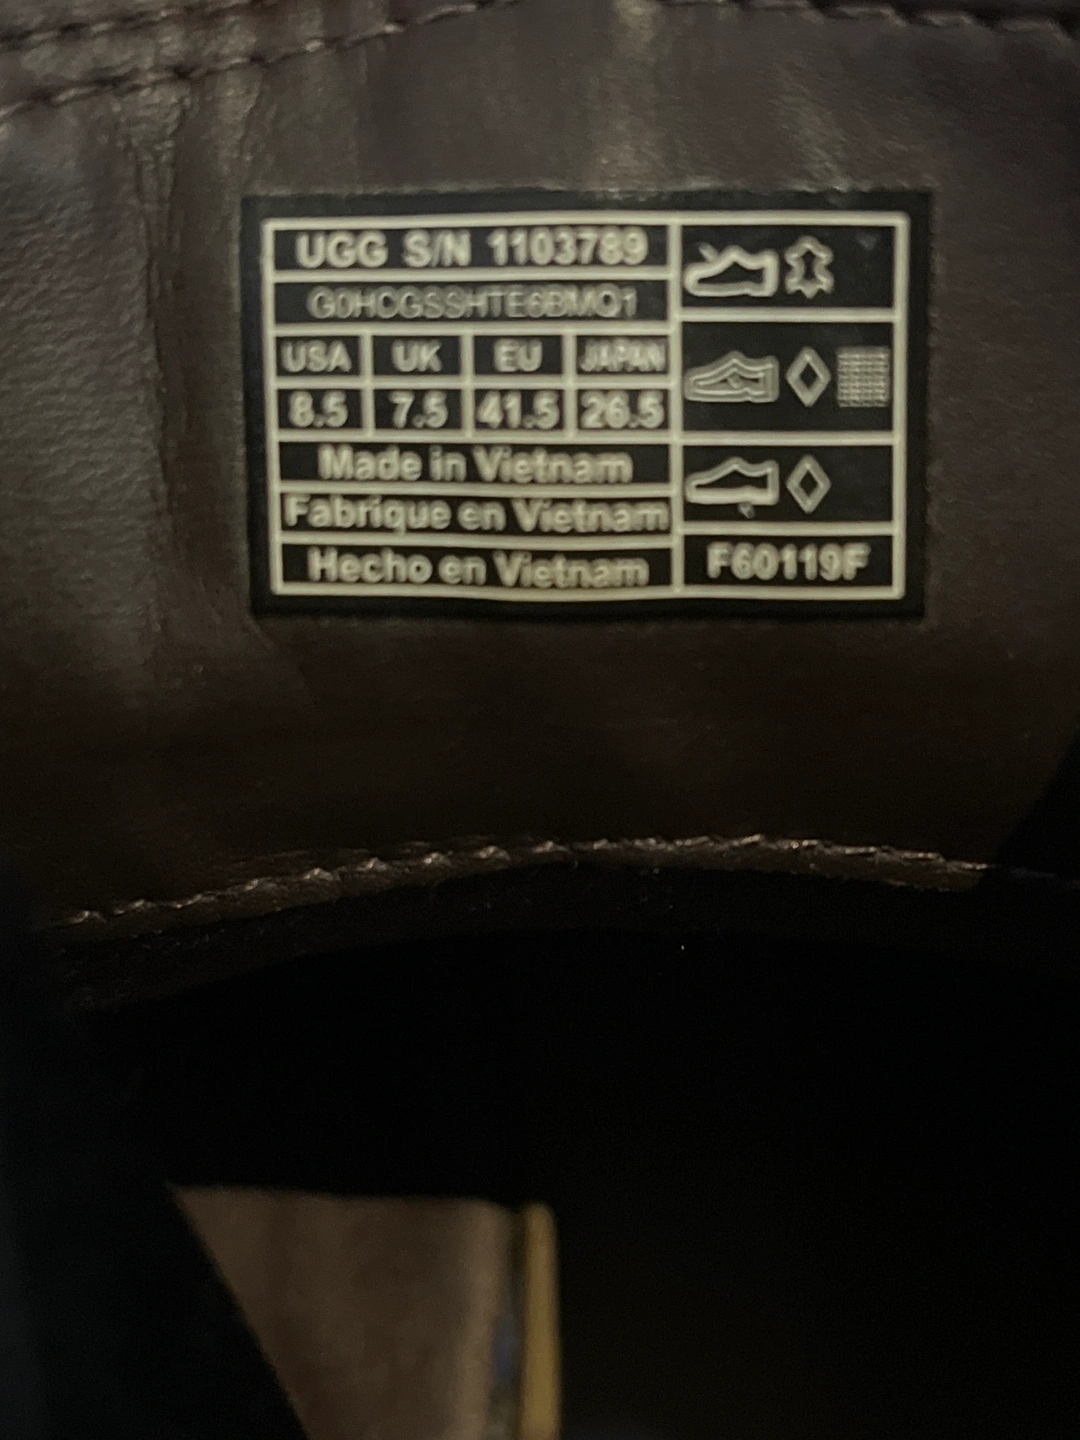 UGG S/N 1103789
G0HCGSSHTE6BMQ1
USA UK EU JAPAN
8.5 7.5 41.5 26.5
Made in Vietnam
Fabrique en Vietnam
Hecho en Vietnam
F60119F